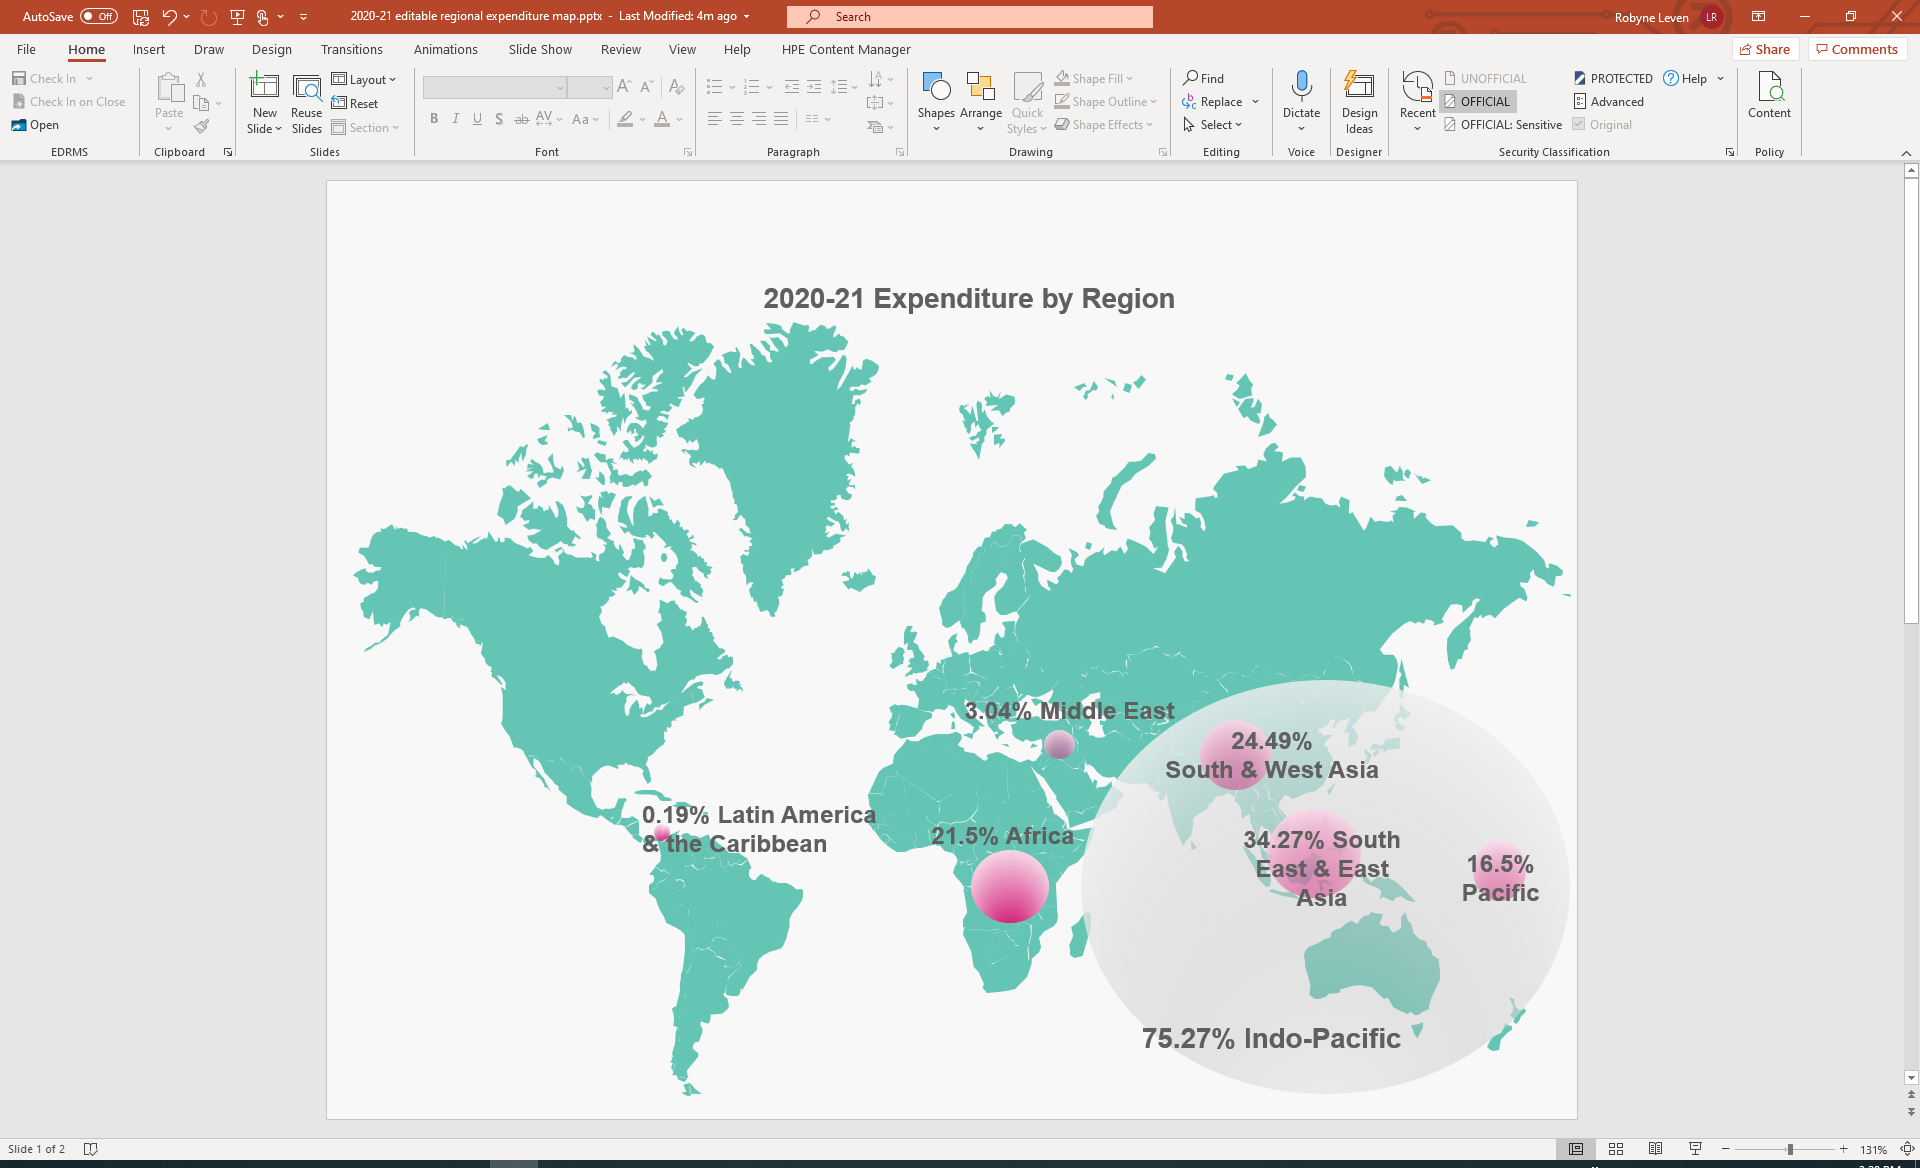 AutoSave Off
2020-21 editable regional expenditure map.pptx - Last Modified: 4m ago
Search
Robyne Leven LR
File Home Insert Draw Design Transitions Animations Slide Show Review View Help HPE Content Manager
Share Comments
Check In
Check In on Close
Open
EDRMS
Paste
Clipboard
New
Slide
Reuse
Slides
Layout
Reset
Section
Slides
B I U S ab AV Aa A
Font
Paragraph
Shapes
Arrange
Quick
Styles
Shape Fill
Shape Outline
Shape Effects
Drawing
Find
Replace
Select
Editing
Dictate
Voice
Design
Ideas
Designer
Recent
UNOFFICIAL
OFFICIAL
OFFICIAL: Sensitive
PROTECTED
Advanced
Original
Help
Security Classification
Content
Policy
2020-21 Expenditure by Region
3.04% Middle East
24.49%
South & West Asia
0.19% Latin America
& the Caribbean
21.5% Africa
34.27% South
East & East
Asia
16.5%
Pacific
75.27% Indo-Pacific
Slide 1 of 2
131%